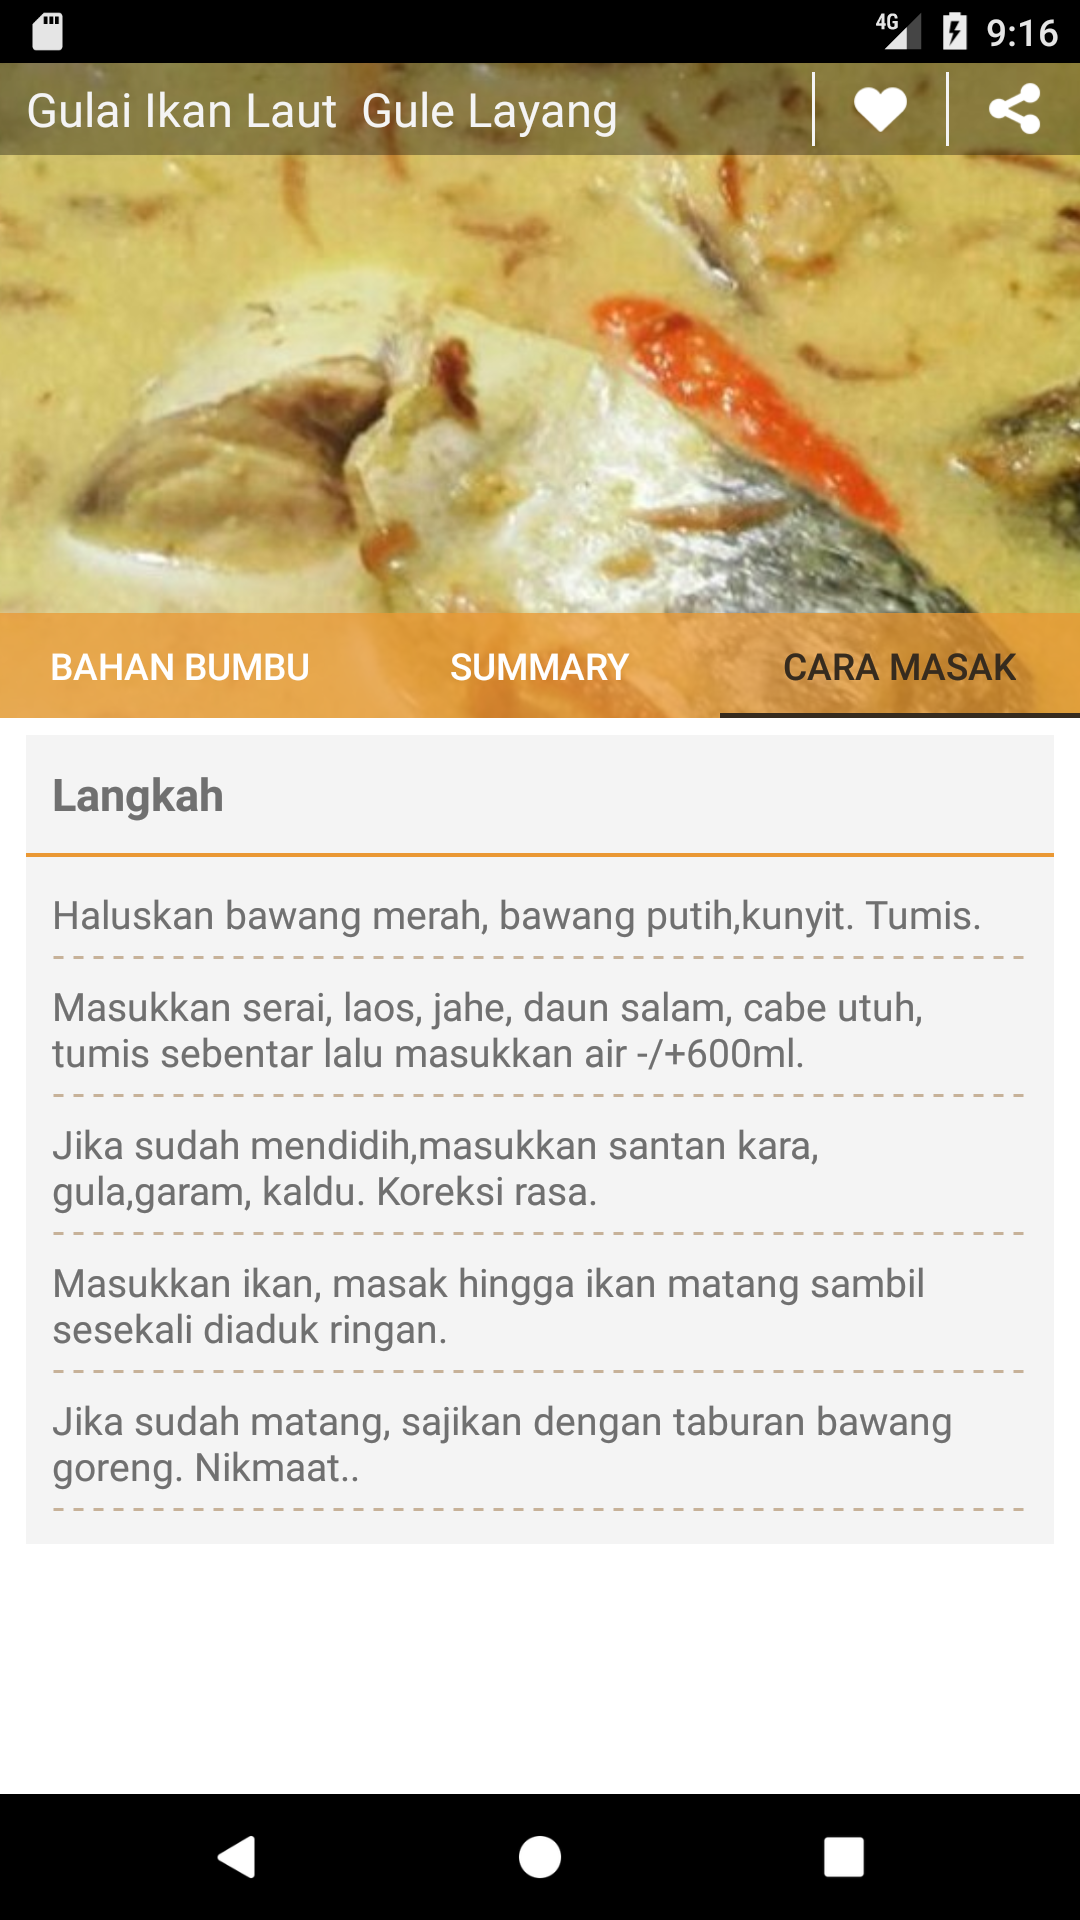 4G 9:16
Gulai Ikan Laut  Gule Layang
BAHAN BUMBU SUMMARY CARA MASAK
Langkah
Haluskan bawang merah, bawang putih,kunyit. Tumis.
Masukkan serai, laos, jahe, daun salam, cabe utuh,
tumis sebentar lalu masukkan air -/+600ml.
Jika sudah mendidih,masukkan santan kara,
gula,garam, kaldu. Koreksi rasa.
Masukkan ikan, masak hingga ikan matang sambil
sesekali diaduk ringan.
Jika sudah matang, sajikan dengan taburan bawang
goreng. Nikmaat..